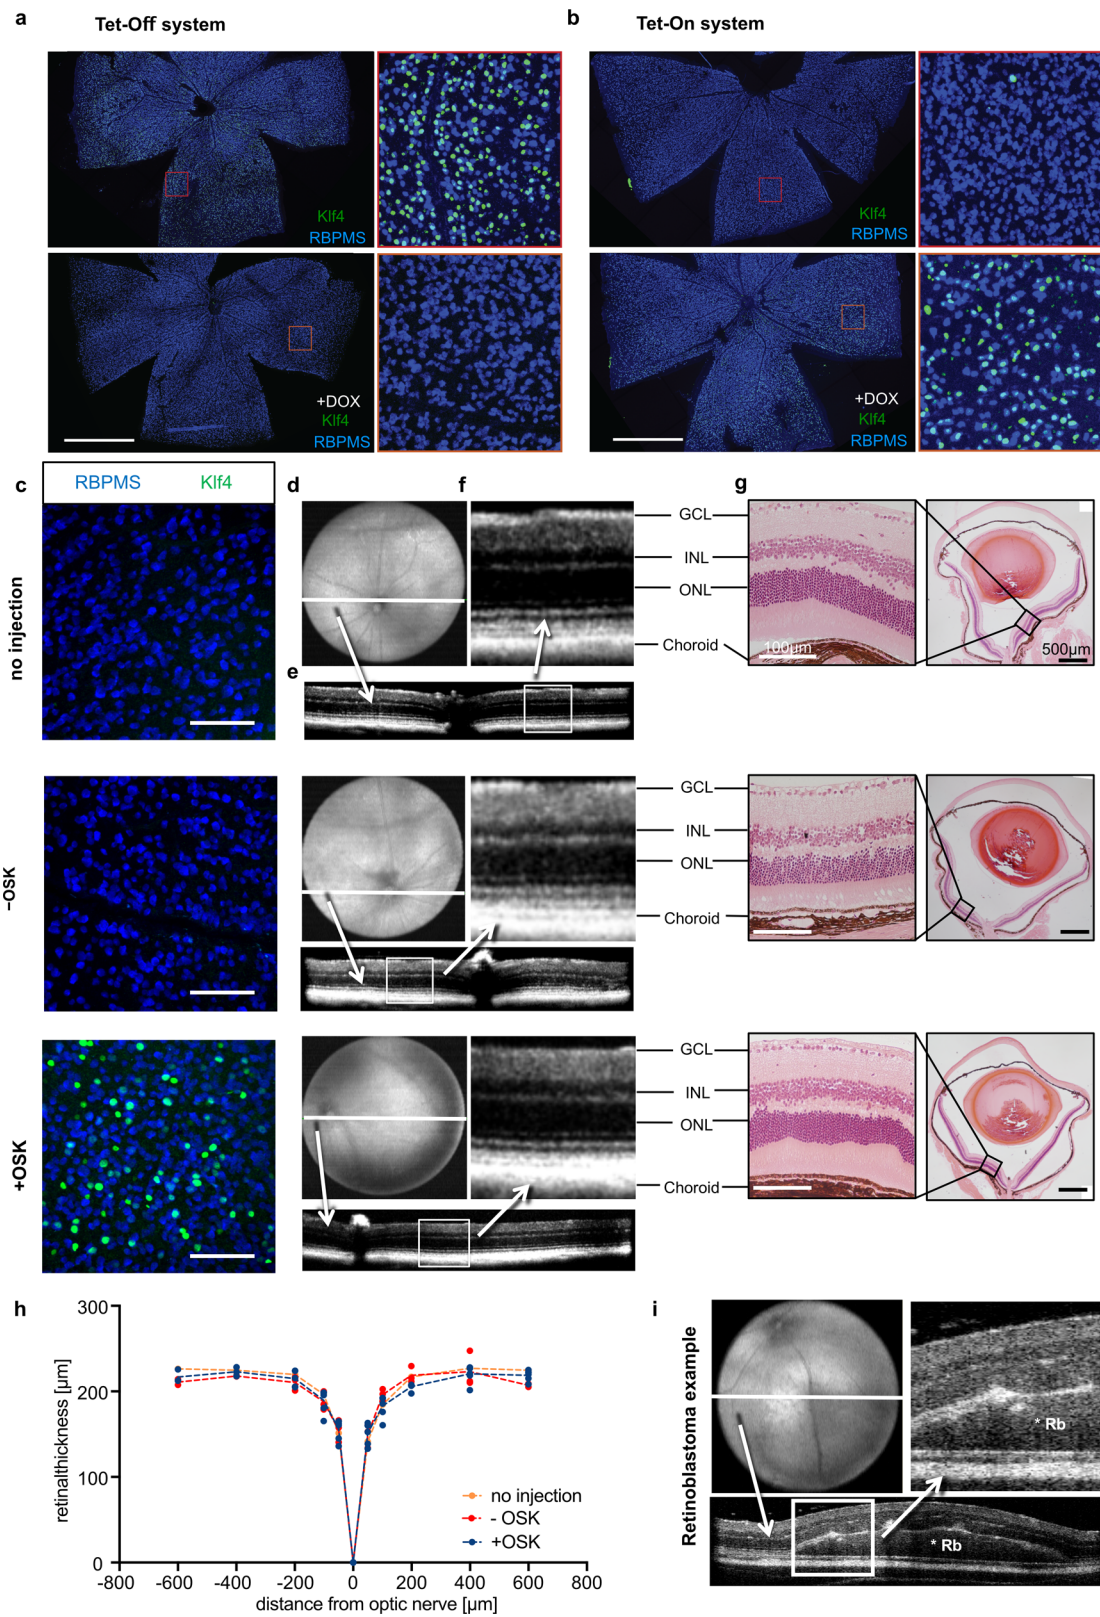 a
Tet-Off system
b
Tet-On system
Klf4
RBPMS
Klf4
RBPMS
+DOX
Klf4
RBPMS
+DOX
Klf4
RBPMS
c
RBPMS Klf4
d
f
g
no injection
GCL
INL
ONL
Choroid
100µm
500µm
e
–OSK
GCL
INL
ONL
Choroid
+OSK
GCL
INL
ONL
Choroid
h
retinalthickness [µm]
300
200
100
0
-800 -600 -400 -200 0 200 400 600 800
distance from optic nerve [µm]
no injection
- OSK
+OSK
i
Retinoblastoma example
* Rb
* Rb